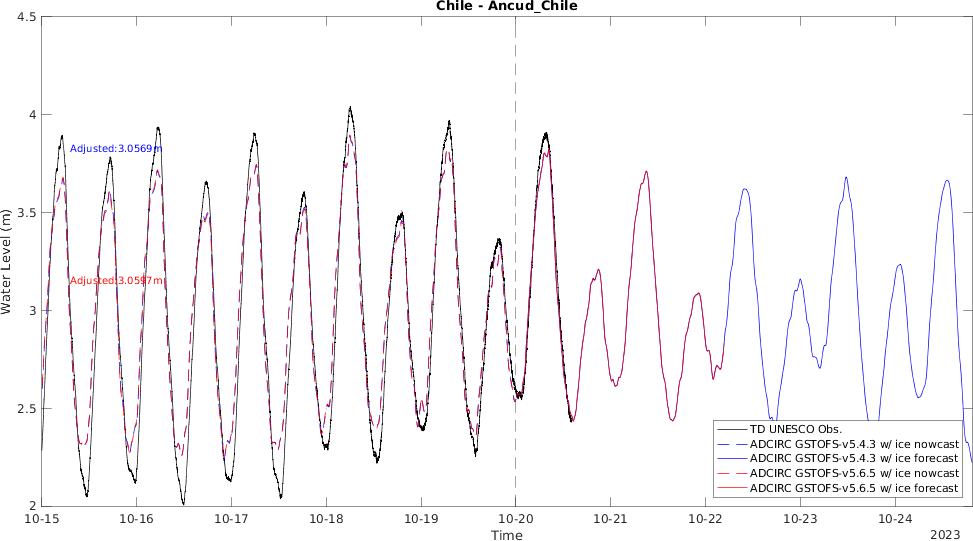 Chile - Ancud_Chile
4.5
4
3.5
3
2.5
2
Water Level (m)
Adjusted:3.0569m
Adjusted:3.0597m
TD UNESCO Obs.
ADCIRC GSTOFS-v5.4.3 w/ ice nowcast
ADCIRC GSTOFS-v5.4.3 w/ ice forecast
ADCIRC GSTOFS-v5.6.5 w/ ice nowcast
ADCIRC GSTOFS-v5.6.5 w/ ice forecast
10-15 10-16 10-17 10-18 10-19 10-20 10-21 10-22 10-23 10-24
Time
2023